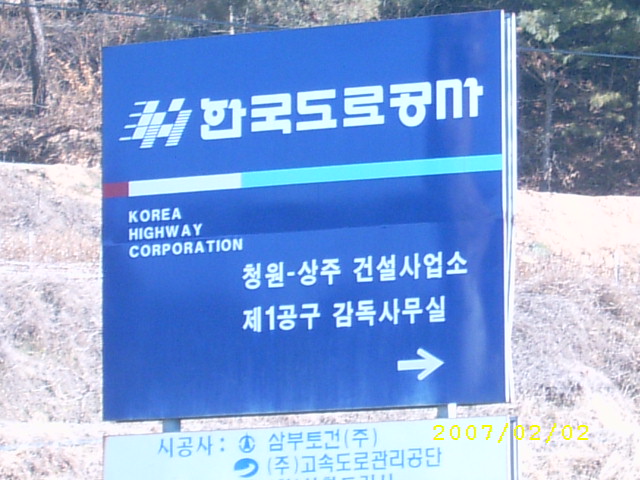 한국도로공사
KOREA
HIGHWAY
CORPORATION
청원-상주 건설사업소
제1공구 감독사무실
시공사: 삼부토건(주)
(주)고속도로관리공단
2007/02/02